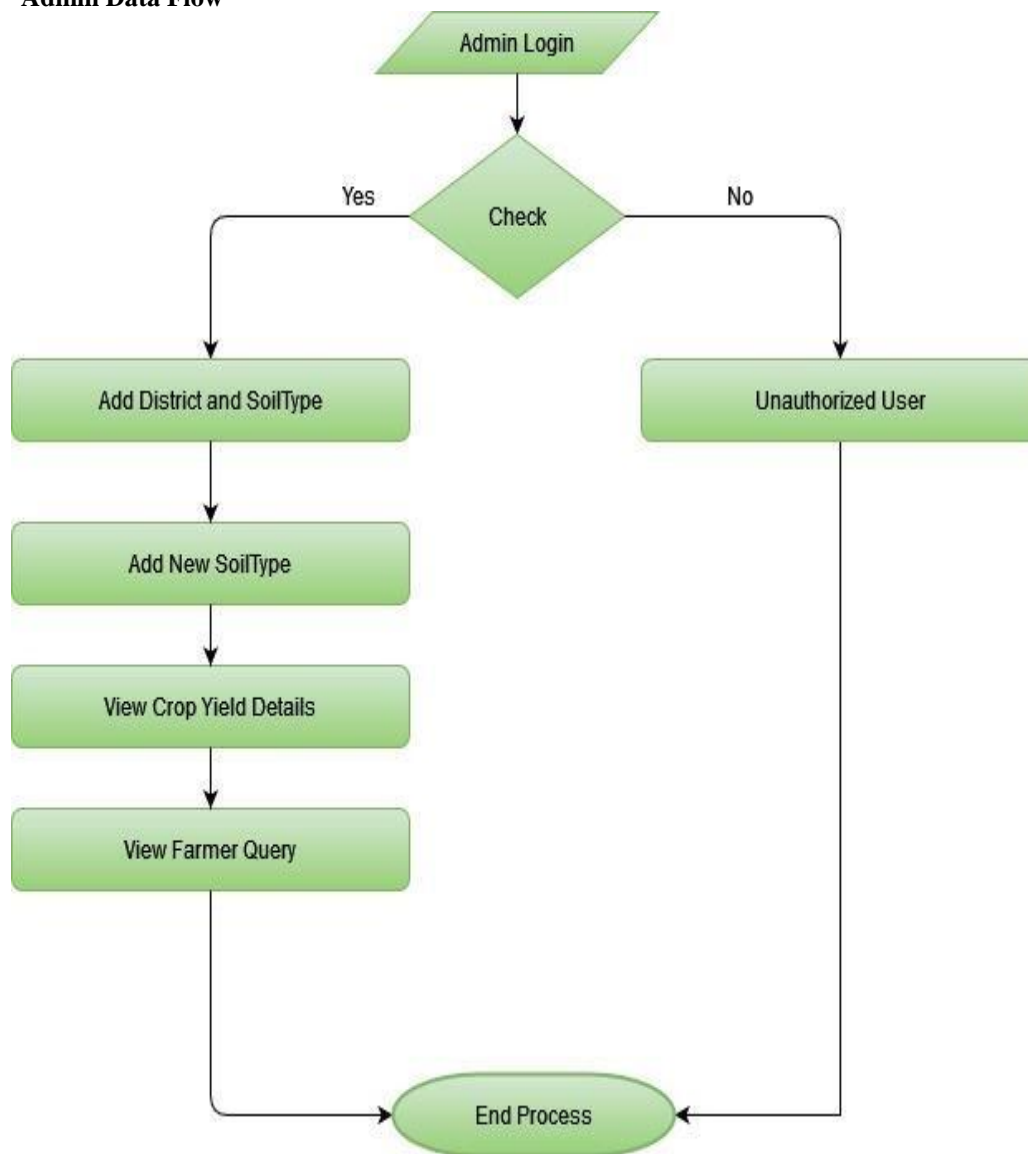 Admin Data Flow
Admin Login
Check
Yes
No
Add District and SoilType
Unauthorized User
Add New SoilType
View Crop Yield Details
View Farmer Query
End Process